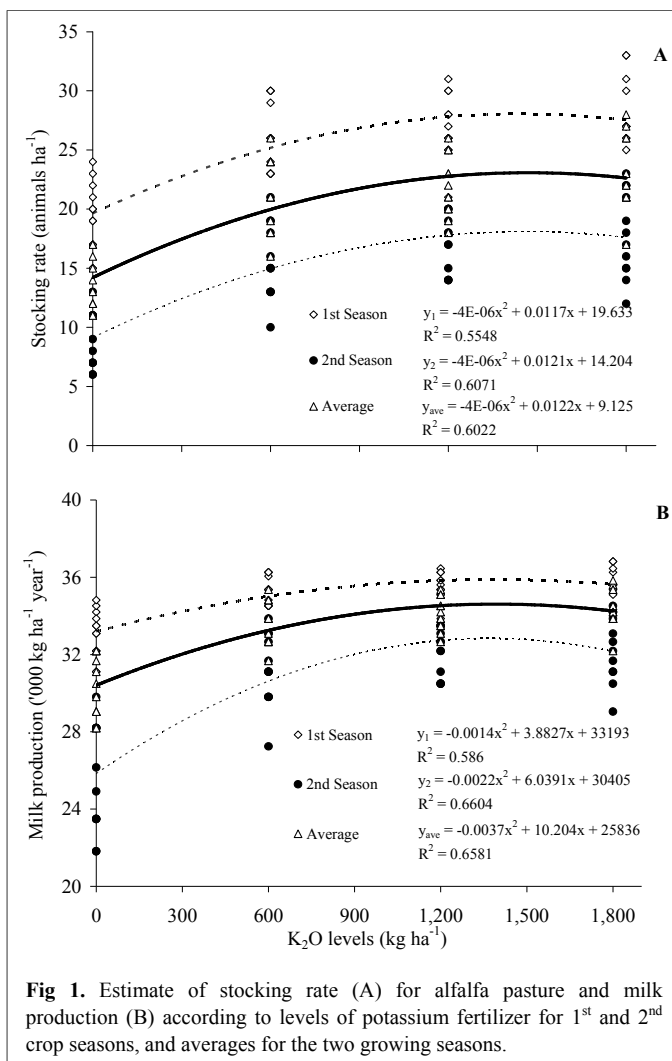 35
A
30
25
20
15
10
5
0
Stocking rate (animals ha⁻¹)
1st Season y₁ = -4E-06x² + 0.0117x + 19.633
R² = 0.5548
2nd Season y₂ = -4E-06x² + 0.0121x + 14.204
R² = 0.6071
Average yave = -4E-06x² + 0.0122x + 9.125
R² = 0.6022
40
B
36
32
28
24
20
Milk production ('000 kg ha⁻¹ year⁻¹)
1st Season y₁ = -0.0014x² + 3.8827x + 33193
R² = 0.586
2nd Season y₂ = -0.0022x² + 6.0391x + 30405
R² = 0.6604
Average yave = -0.0037x² + 10.204x + 25836
R² = 0.6581
0 300 600 900 1,200 1,500 1,800
K₂O levels (kg ha⁻¹)
Fig 1. Estimate of stocking rate (A) for alfalfa pasture and milk
production (B) according to levels of potassium fertilizer for 1st and 2nd
crop seasons, and averages for the two growing seasons.